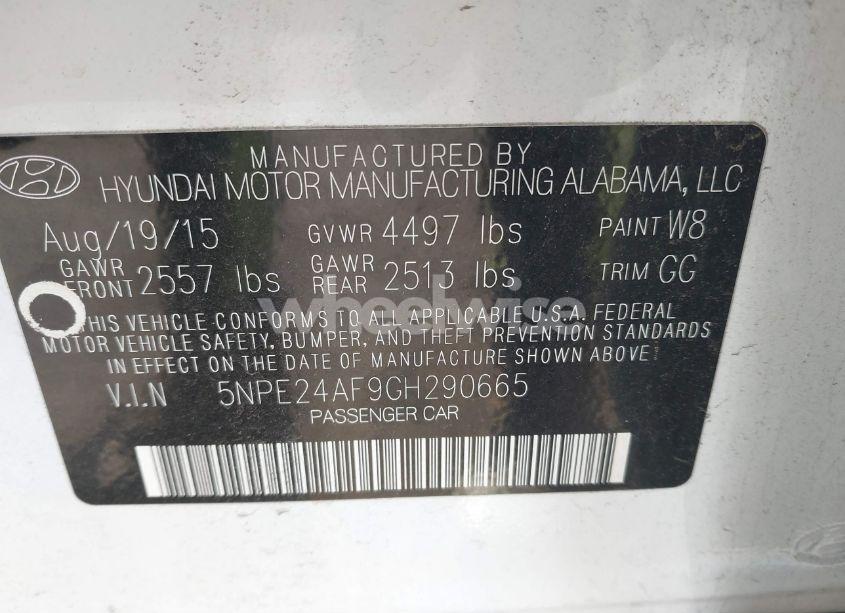 MANUFACTURED BY
HYUNDAI MOTOR MANUFACTURING ALABAMA, LLC
Aug/19/15 GVWR 4497 lbs PAINT W8
GAWR FRONT 2557 lbs GAWR REAR 2513 lbs TRIM GG
wheelwise
THIS VEHICLE CONFORMS TO ALL APPLICABLE U.S.A. FEDERAL
MOTOR VEHICLE SAFETY, BUMPER, AND THEFT PREVENTION STANDARDS
IN EFFECT ON THE DATE OF MANUFACTURE SHOWN ABOVE
V.I.N 5NPE24AF9GH290665
PASSENGER CAR